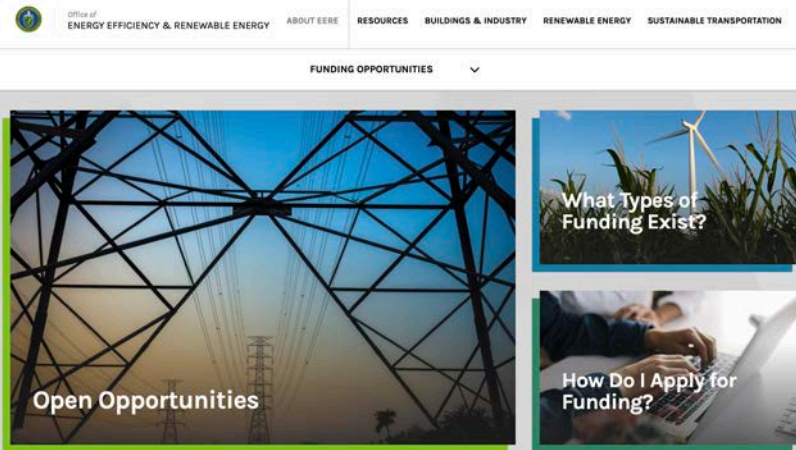 Office of
ENERGY EFFICIENCY & RENEWABLE ENERGY
ABOUT EERE
RESOURCES
BUILDINGS & INDUSTRY
RENEWABLE ENERGY
SUSTAINABLE TRANSPORTATION
FUNDING OPPORTUNITIES
Open Opportunities
What Types of
Funding Exist?
How Do I Apply for
Funding?